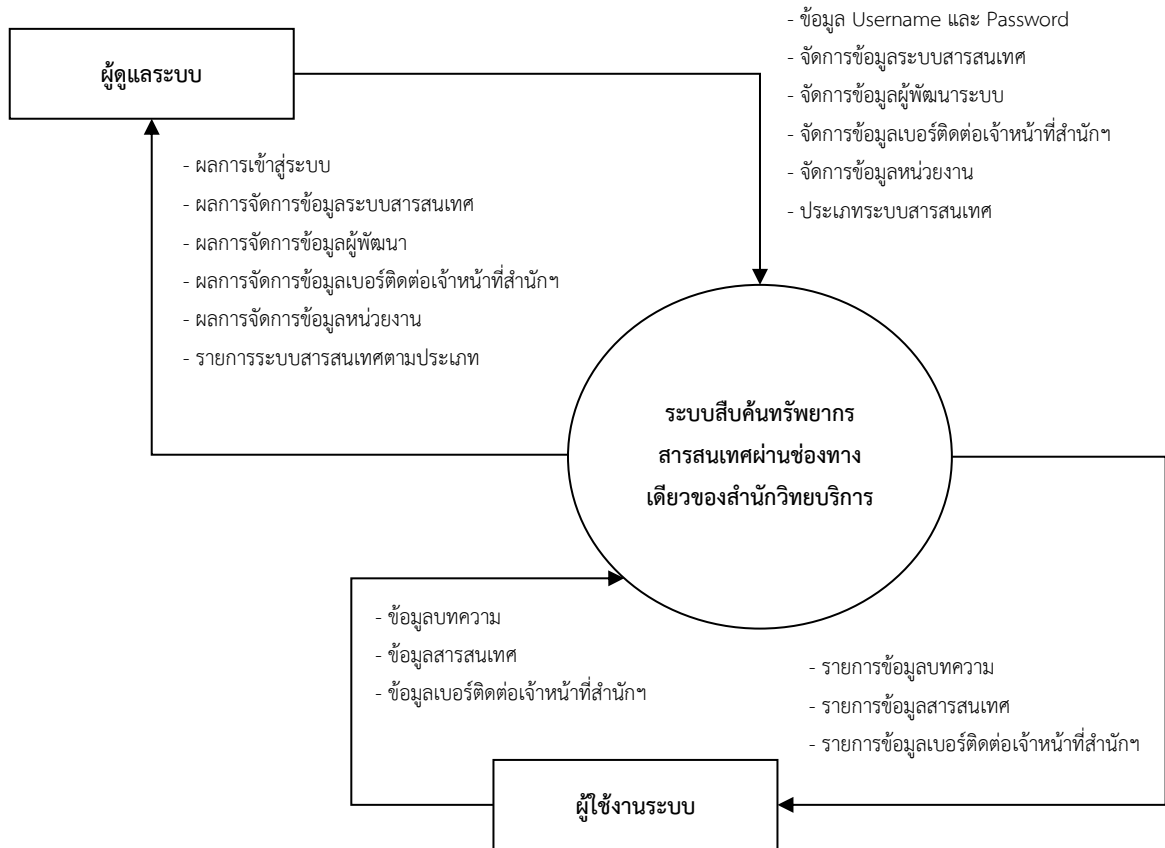 - ข้อมูล Username และ Password
- จัดการข้อมูลระบบสารสนเทศ
- จัดการข้อมูลผู้พัฒนาระบบ
- จัดการข้อมูลเบอร์ติดต่อเจ้าหน้าที่สำนักฯ
- จัดการข้อมูลหน่วยงาน
- ประเภทระบบสารสนเทศ
ผู้ดูแลระบบ
- ผลการเข้าสู่ระบบ
- ผลการจัดการข้อมูลระบบสารสนเทศ
- ผลการจัดการข้อมูลผู้พัฒนา
- ผลการจัดการข้อมูลเบอร์ติดต่อเจ้าหน้าที่สำนักฯ
- ผลการจัดการข้อมูลหน่วยงาน
- รายการระบบสารสนเทศตามประเภท
ระบบสืบค้นทรัพยากร
สารสนเทศผ่านช่องทาง
เดียวของสำนักวิทยบริการ
- ข้อมูลบทความ
- ข้อมูลสารสนเทศ
- ข้อมูลเบอร์ติดต่อเจ้าหน้าที่สำนักฯ
- รายการข้อมูลบทความ
- รายการข้อมูลสารสนเทศ
- รายการข้อมูลเบอร์ติดต่อเจ้าหน้าที่สำนักฯ
ผู้ใช้งานระบบ